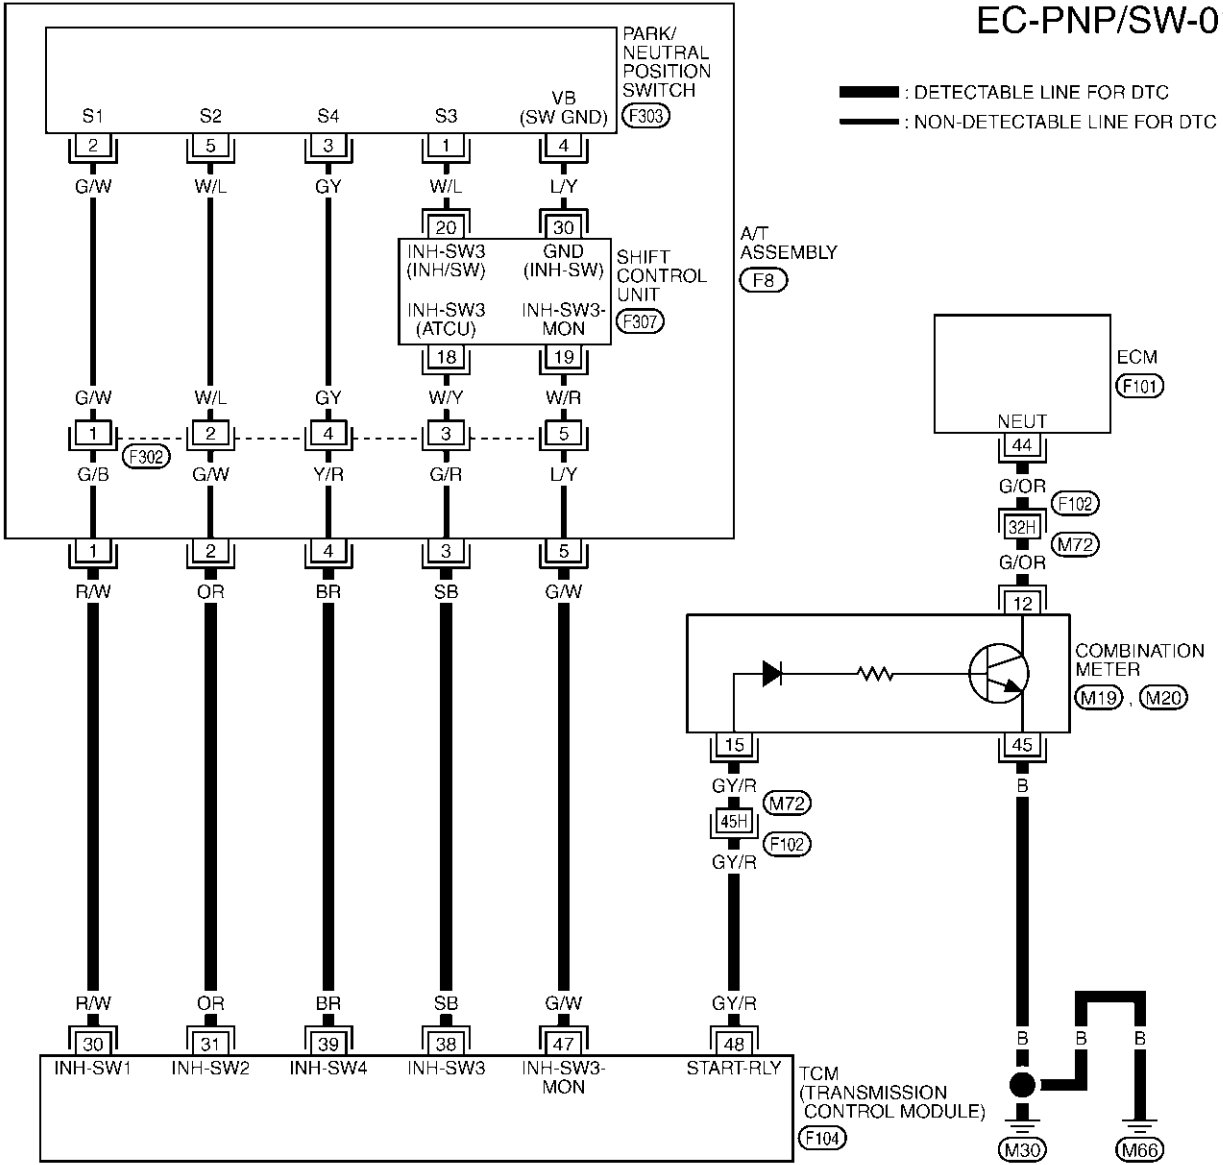 EC-PNP/SW-0
PARK/
NEUTRAL
POSITION
SWITCH
F303
: DETECTABLE LINE FOR DTC
: NON-DETECTABLE LINE FOR DTC
S1 S2 S4 S3 VB
(SW GND)
2 5 3 1 4
G/W W/L GY W/L L/Y
20 30
INH-SW3
(INH/SW)
GND
(INH-SW)
INH-SW3
(ATCU)
INH-SW3-
MON
SHIFT
CONTROL
UNIT
F307
A/T
ASSEMBLY
F8
18 19
G/W W/L GY W/Y W/R
1 2 4 3 5
F302
G/B G/W Y/R G/R L/Y
1 2 4 3 5
R/W OR BR SB G/W
ECM
F101
NEUT
44
G/OR
F102
32H
M72
G/OR
12
COMBINATION
METER
M19 , M20
15 45
GY/R B
M72
45H
F102
GY/R
R/W OR BR SB G/W GY/R
B B B
30 31 39 38 47 48
INH-SW1 INH-SW2 INH-SW4 INH-SW3 INH-SW3-
MON
START-RLY
TCM
(TRANSMISSION
CONTROL MODULE)
F104
M30 M66